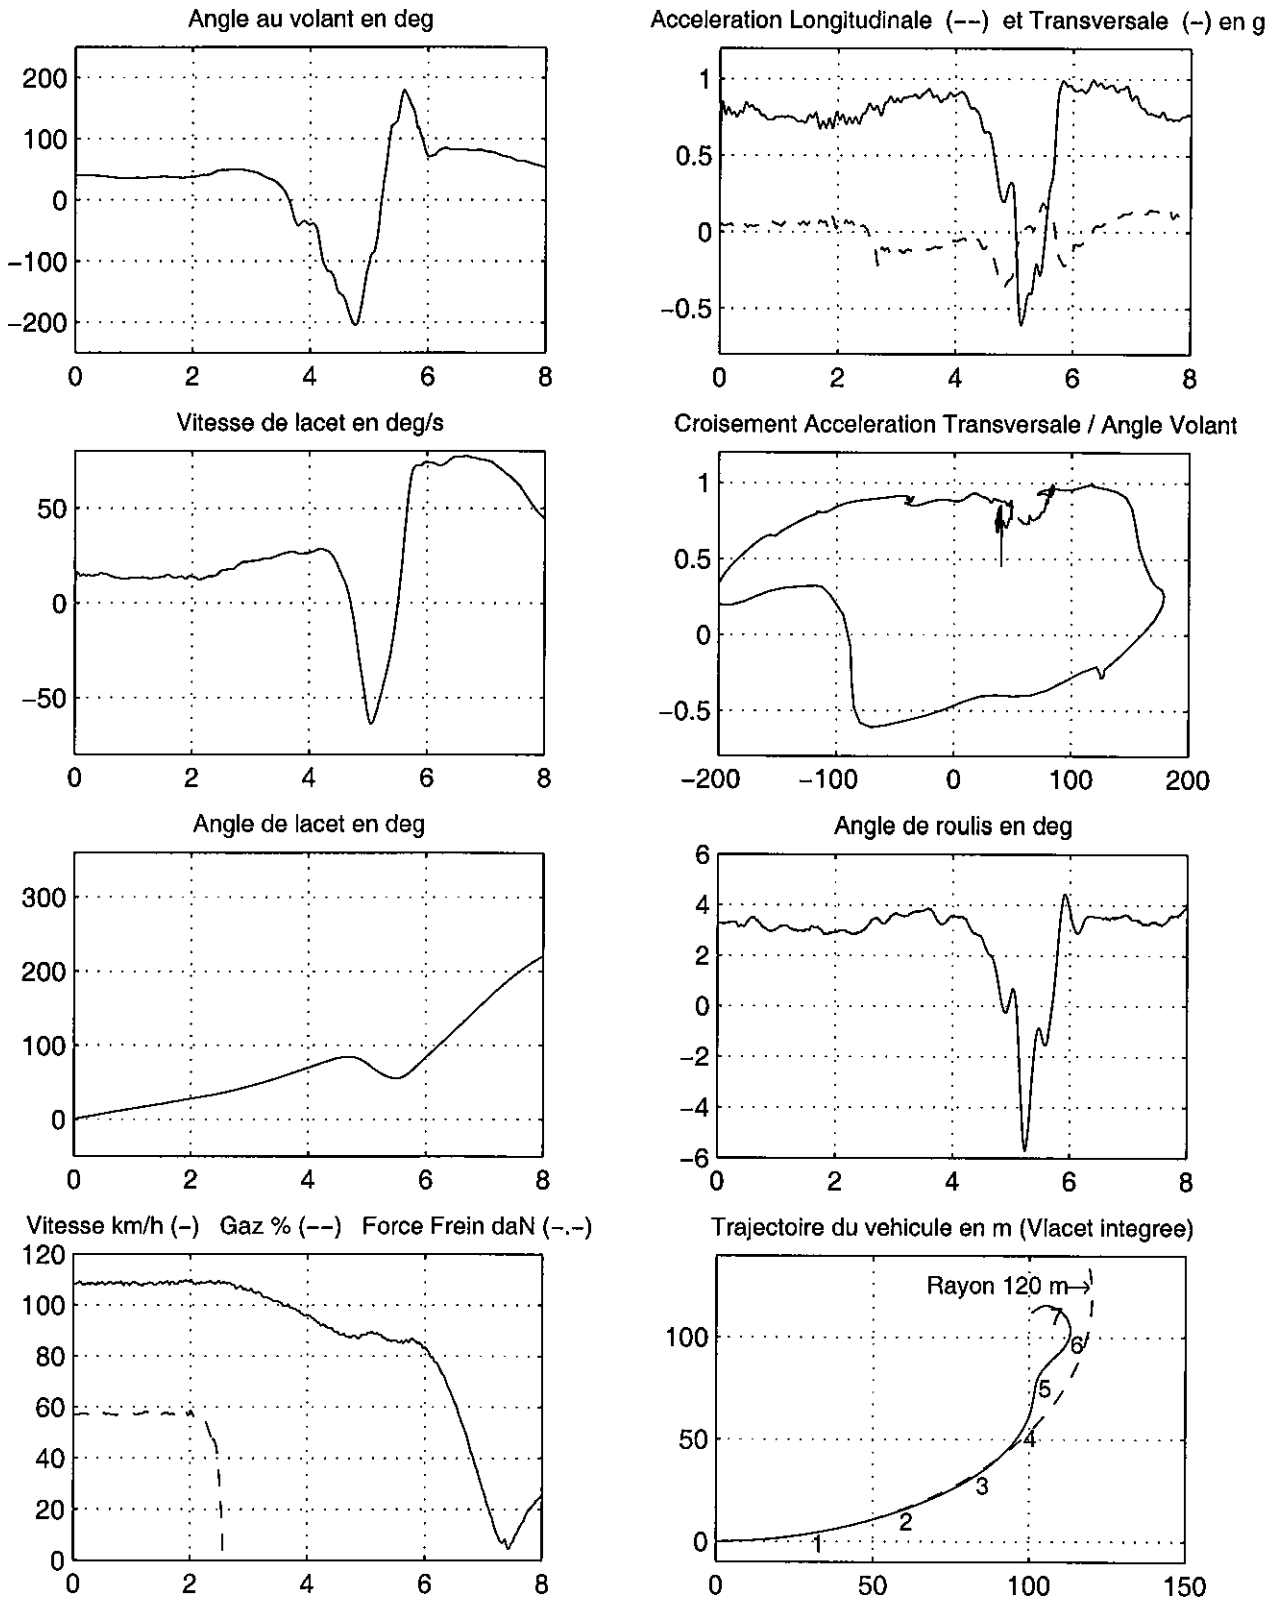 Angle au volant en deg
200
100
0
−100
−200
0 2 4 6 8
Acceleration Longitudinale (−−) et Transversale (−) en g
1
0.5
0
−0.5
0 2 4 6 8
Vitesse de lacet en deg/s
50
0
−50
0 2 4 6 8
Croisement Acceleration Transversale / Angle Volant
1
0.5
0
−0.5
−200 −100 0 100 200
Angle de lacet en deg
300
200
100
0
0 2 4 6 8
Angle de roulis en deg
6
4
2
0
−2
−4
−6
0 2 4 6 8
Vitesse km/h (−) Gaz % (−−) Force Frein daN (−.−)
120
100
80
60
40
20
0
0 2 4 6 8
Trajectoire du vehicule en m (Vlacet integree)
Rayon 120 m→
7
100
6
5
50
4
3
2
0
1
0 50 100 150